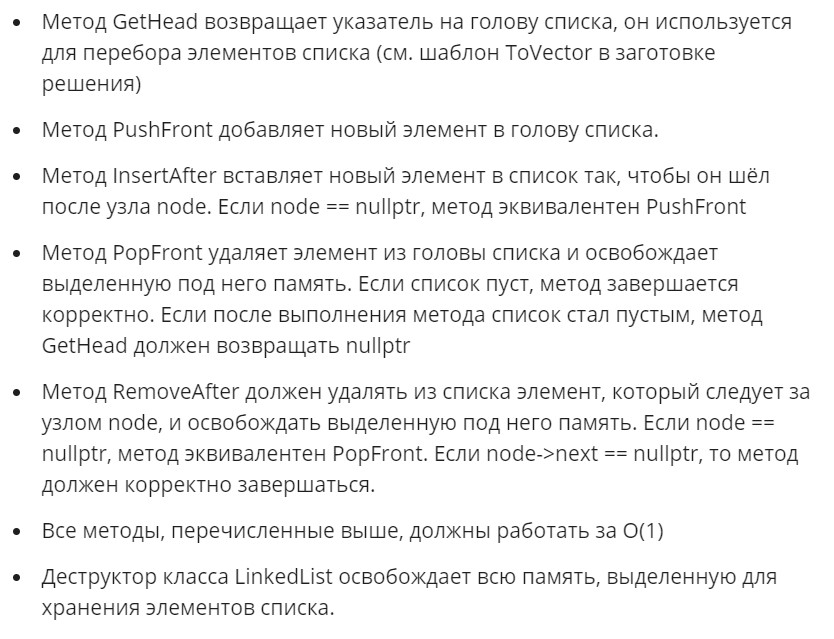 • Метод GetHead возвращает указатель на голову списка, он используется
для перебора элементов списка (см. шаблон ToVector в заготовке
решения)
• Метод PushFront добавляет новый элемент в голову списка.
• Метод InsertAfter вставляет новый элемент в список так, чтобы он шёл
после узла node. Если node == nullptr, метод эквивалентен PushFront
• Метод PopFront удаляет элемент из головы списка и освобождает
выделенную под него память. Если список пуст, метод завершается
корректно. Если после выполнения метода список стал пустым, метод
GetHead должен возвращать nullptr
• Метод RemoveAfter должен удалять из списка элемент, который следует за
узлом node, и освобождать выделенную под него память. Если node ==
nullptr, метод эквивалентен PopFront. Если node->next == nullptr, то метод
должен корректно завершаться.
• Все методы, перечисленные выше, должны работать за O(1)
• Деструктор класса LinkedList освобождает всю память, выделенную для
хранения элементов списка.